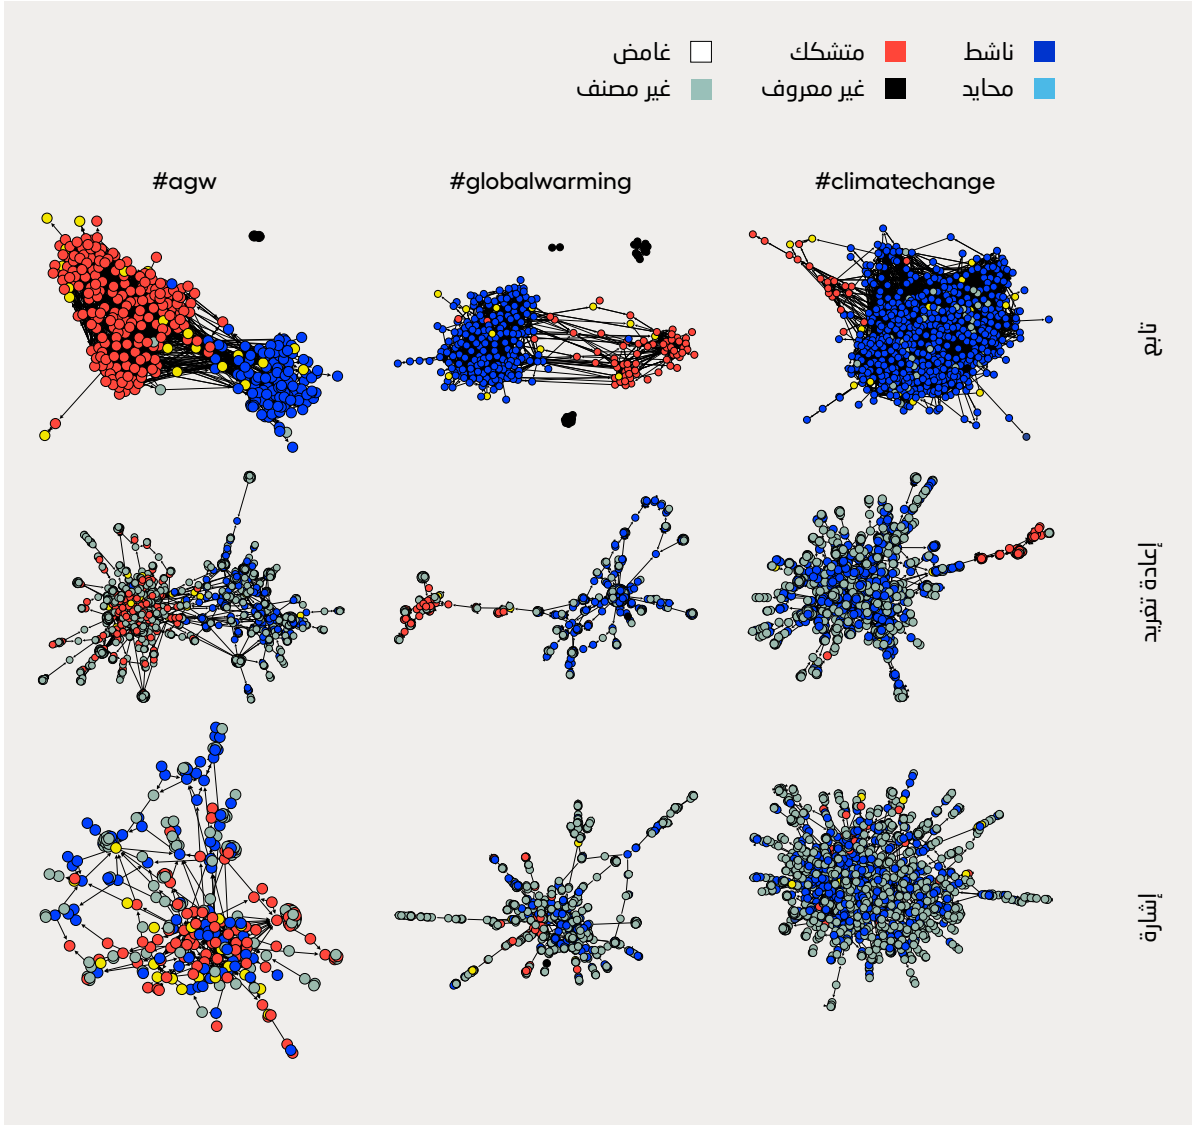 ناشط متشكك غامض
محايد غير معروف غير مصنف
#climatechange #globalwarming #agw
تابع
إعادة تغريد
إشارة